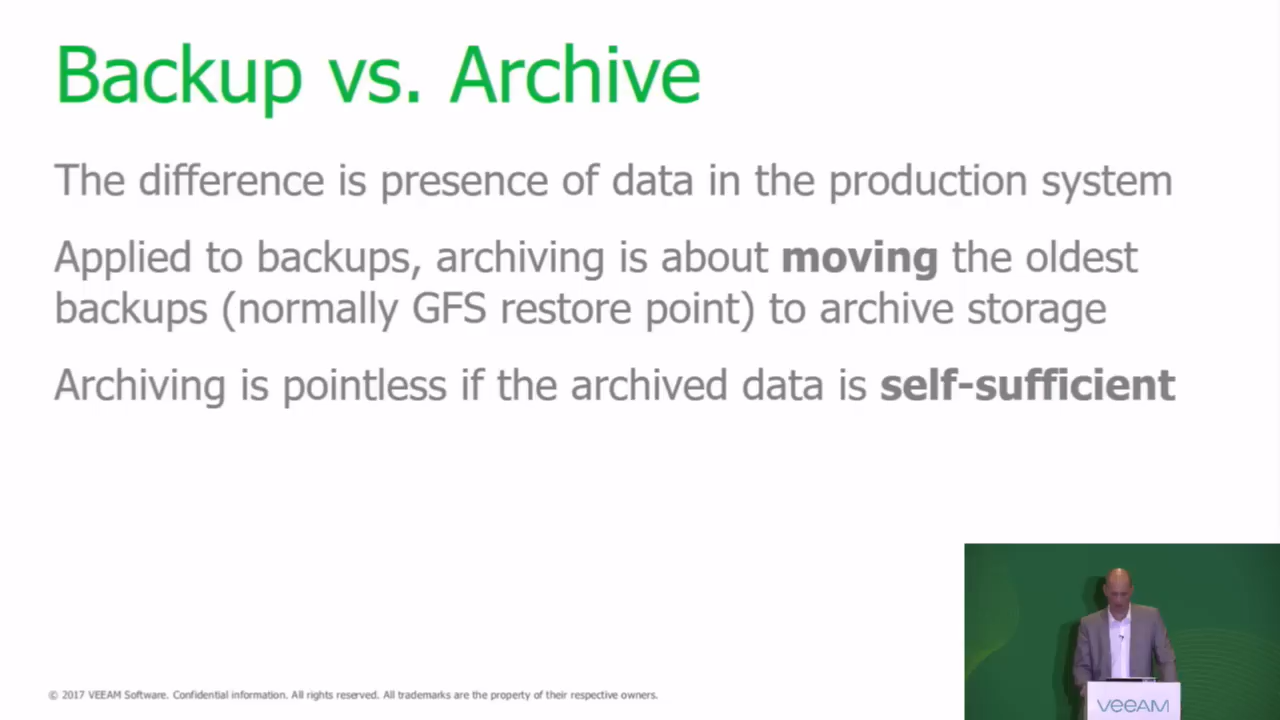 Backup vs. Archive
The difference is presence of data in the production system
Applied to backups, archiving is about moving the oldest
backups (normally GFS restore point) to archive storage
Archiving is pointless if the archived data is self-sufficient
© 2017 VEEAM Software. Confidential information. All rights reserved. All trademarks are the property of their respective owners.
veeAM